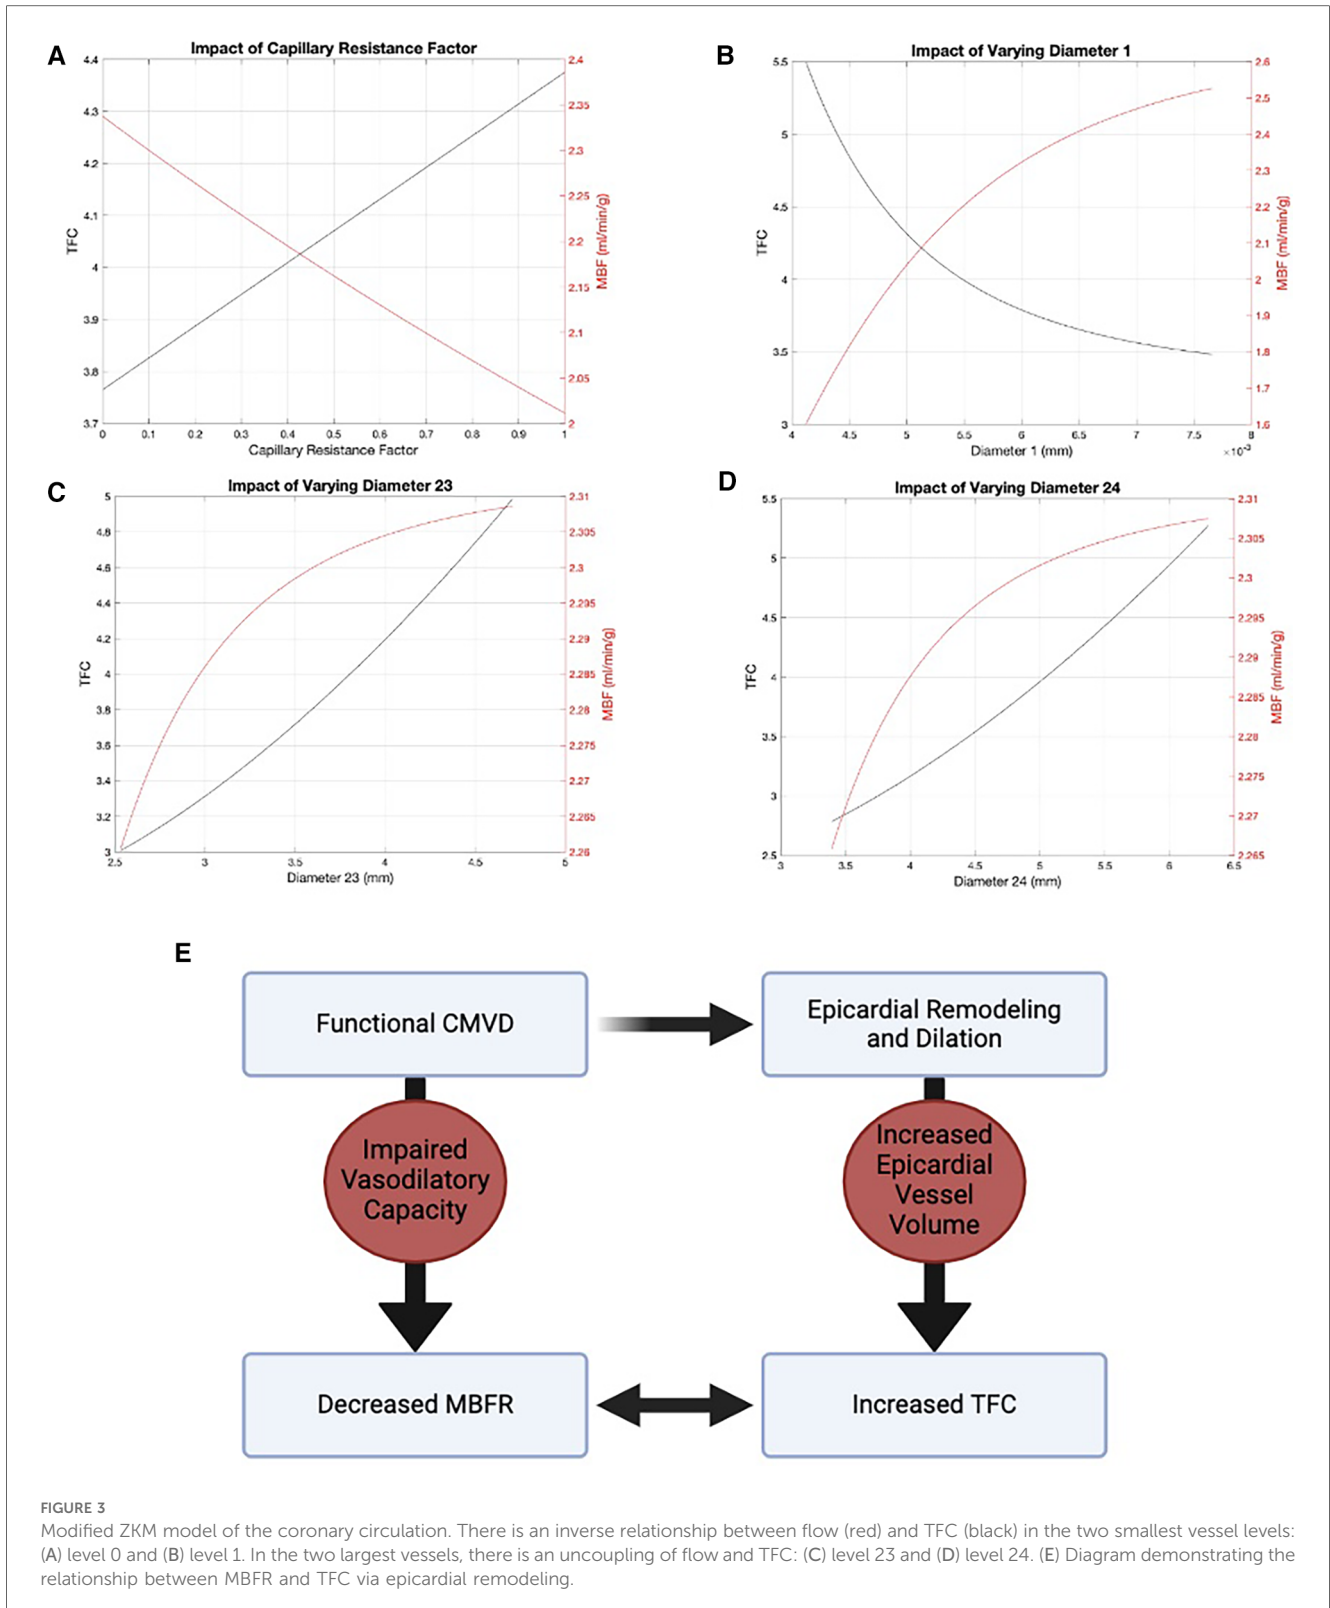 A
Impact of Capillary Resistance Factor
4.4
4.3
4.2
4.1
4
3.9
3.8
3.7
TFC
2.4
2.35
2.3
2.25
2.2
2.15
2.1
2.05
2
MBF (ml/min/g)
0 0.1 0.2 0.3 0.4 0.5 0.6 0.7 0.8 0.9 1
Capillary Resistance Factor
B
Impact of Varying Diameter 1
5.5
5
4.5
4
3.5
3
TFC
2.6
2.5
2.4
2.3
2.2
2.1
2
1.9
1.8
1.7
1.6
MBF (ml/min/g)
4 4.5 5 5.5 6 6.5 7 7.5 8
Diameter 1 (mm) ×10⁻³
C
Impact of Varying Diameter 23
5
4.8
4.6
4.4
4.2
4
3.8
3.6
3.4
3.2
3
TFC
2.31
2.305
2.3
2.295
2.29
2.285
2.28
2.275
2.27
2.265
2.26
MBF (ml/min/g)
2.5 3 3.5 4 4.5 5
Diameter 23 (mm)
D
Impact of Varying Diameter 24
5.5
5
4.5
4
3.5
3
2.5
TFC
2.31
2.305
2.3
2.295
2.29
2.285
2.28
2.275
2.27
2.265
MBF (ml/min/g)
3 3.5 4 4.5 5 5.5 6 6.5
Diameter 24 (mm)
E
Functional CMVD
Epicardial Remodeling
and Dilation
Impaired
Vasodilatory
Capacity
Increased
Epicardial
Vessel
Volume
Decreased MBFR
Increased TFC
FIGURE 3
Modified ZKM model of the coronary circulation. There is an inverse relationship between flow (red) and TFC (black) in the two smallest vessel levels:
(A) level 0 and (B) level 1. In the two largest vessels, there is an uncoupling of flow and TFC: (C) level 23 and (D) level 24. (E) Diagram demonstrating the
relationship between MBFR and TFC via epicardial remodeling.